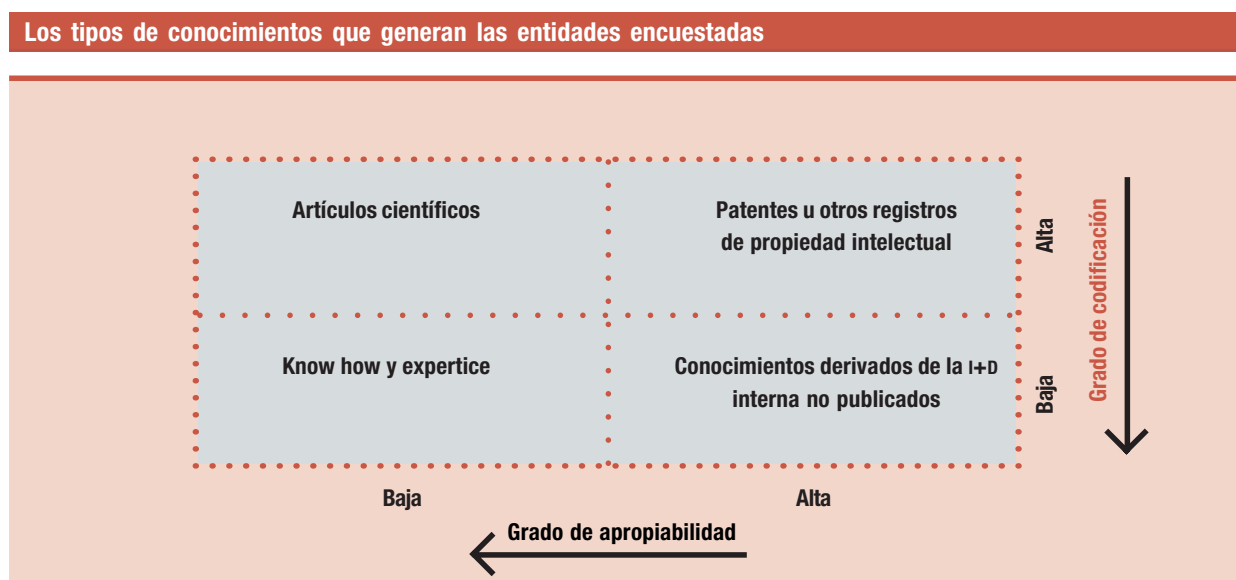 Los tipos de conocimientos que generan las entidades encuestadas
Artículos científicos
Patentes u otros registros
de propiedad intelectual
Alta
Know how y expertice
Conocimientos derivados de la I+D
interna no publicados
Baja
Grado de codificación
Baja
Alta
Grado de apropiabilidad